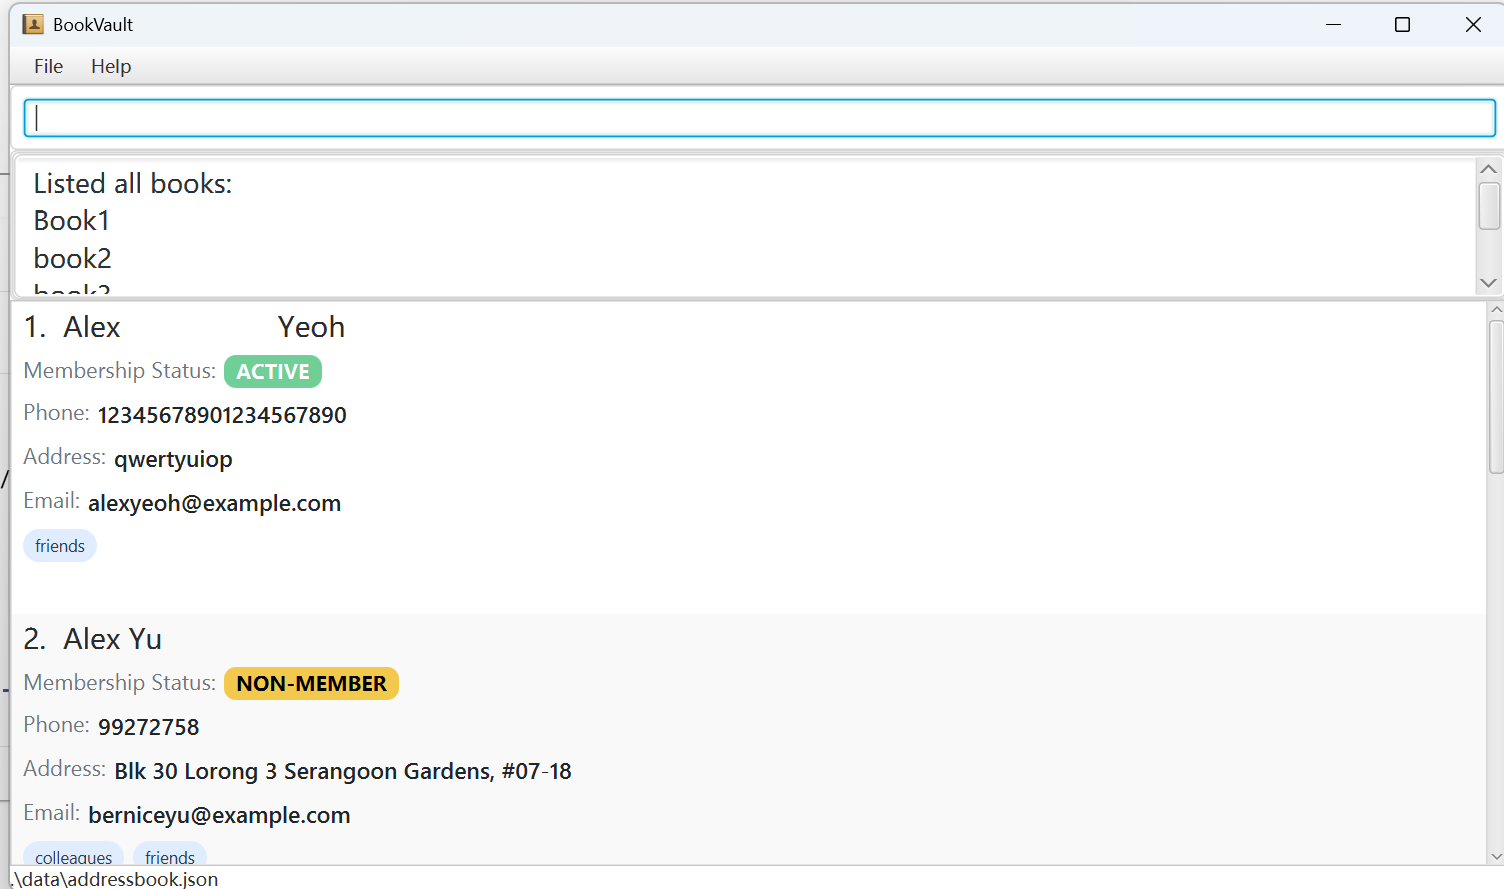 BookVault
File Help
Listed all books:
Book1
book2
1. Alex Yeoh
Membership Status: ACTIVE
Phone: 12345678901234567890
Address: qwertyuiop
Email: alexyeoh@example.com
friends
2. Alex Yu
Membership Status: NON-MEMBER
Phone: 99272758
Address: Blk 30 Lorong 3 Serangoon Gardens, #07-18
Email: berniceyu@example.com
colleagues friends
.\data\addressbook.json